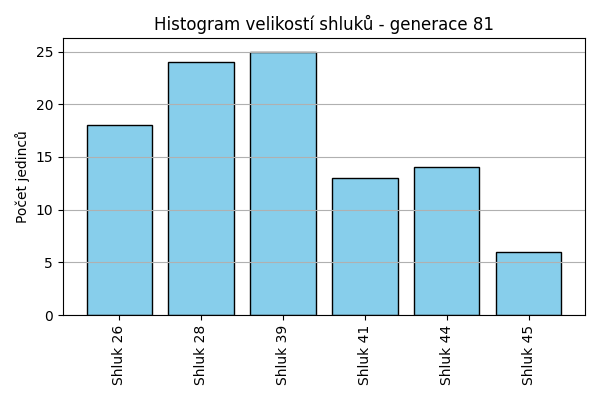 Histogram velikostí shluků - generace 81
Počet jedinců
25
20
15
10
5
0
Shluk 26
Shluk 28
Shluk 39
Shluk 41
Shluk 44
Shluk 45